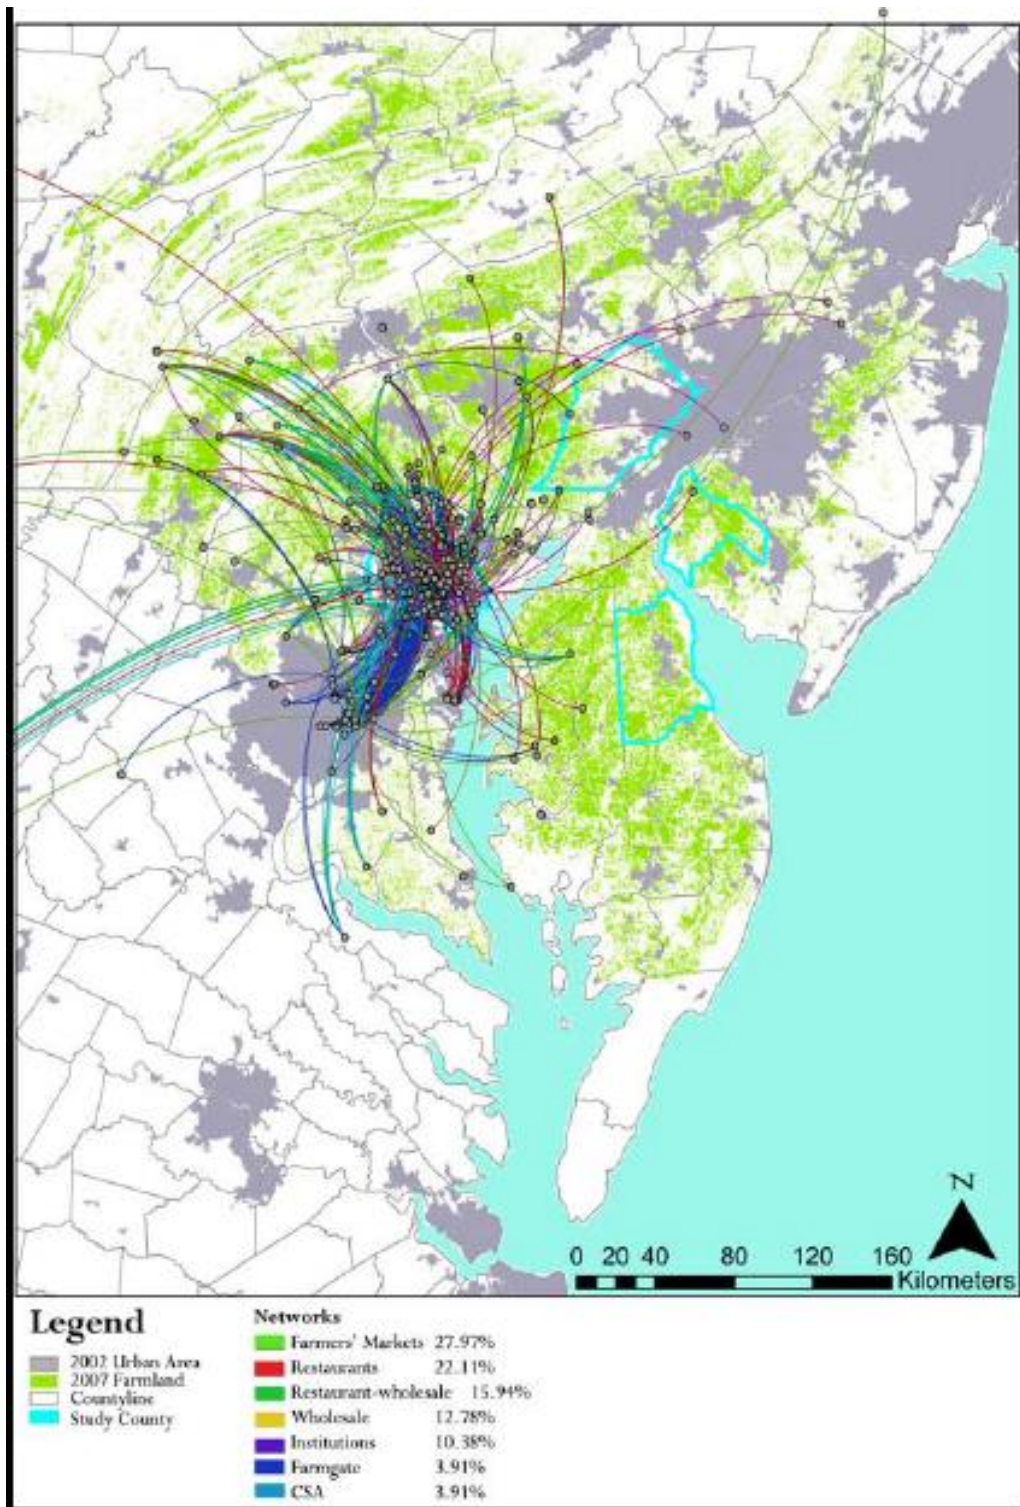 N
0 20 40 80 120 160
Kilometers
Legend
2002 Urban Area
2007 Farmland
Countyline
Study County
Networks
Farmers' Markets 27.97%
Restaurants 22.11%
Restaurant-wholesale 15.94%
Wholesale 12.78%
Institutions 10.38%
Farmgate 3.91%
CSA 3.91%